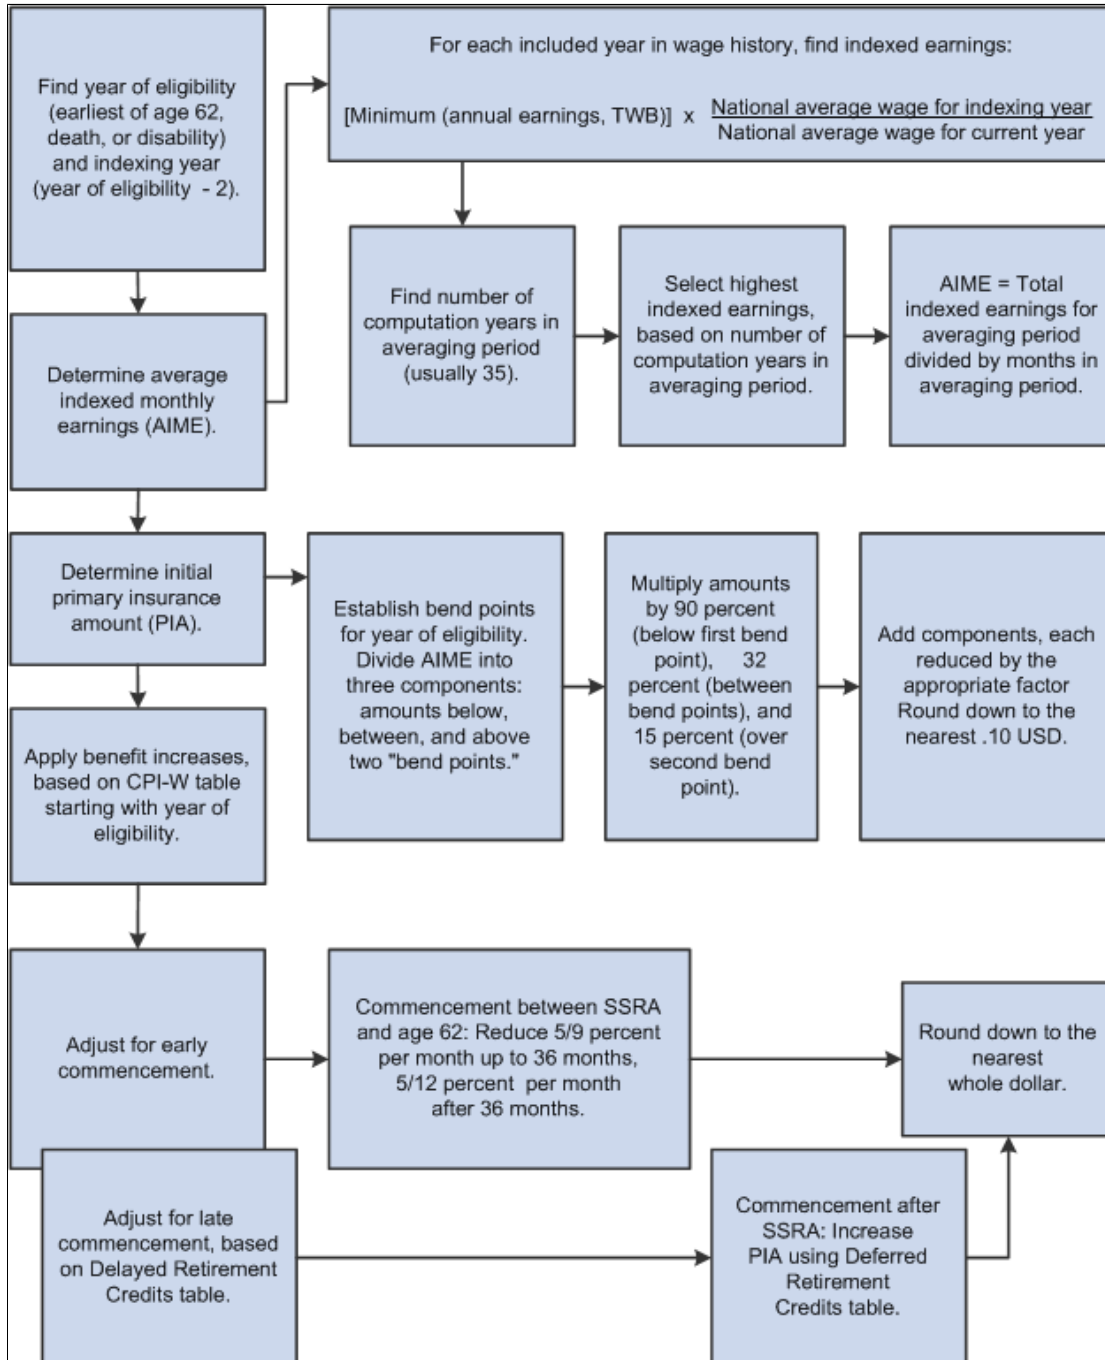 Find year of eligibility
(earliest of age 62,
death, or disability)
and indexing year
(year of eligibility - 2).
For each included year in wage history, find indexed earnings:
[Minimum (annual earnings, TWB)] x National average wage for indexing year
National average wage for current year
Determine average
indexed monthly
earnings (AIME).
Find number of
computation years in
averaging period
(usually 35).
Select highest
indexed earnings,
based on number of
computation years in
averaging period.
AIME = Total
indexed earnings for
averaging period
divided by months in
averaging period.
Determine initial
primary insurance
amount (PIA).
Establish bend points
for year of eligibility.
Divide AIME into
three components:
amounts below,
between, and above
two "bend points."
Multiply amounts
by 90 percent
(below first bend
point), 32
percent (between
bend points), and
15 percent (over
second bend
point).
Add components, each
reduced by the
appropriate factor
Round down to the
nearest .10 USD.
Apply benefit increases,
based on CPI-W table
starting with year of
eligibility.
Adjust for early
commencement.
Commencement between SSRA
and age 62: Reduce 5/9 percent
per month up to 36 months,
5/12 percent per month
after 36 months.
Round down to the
nearest
whole dollar.
Adjust for late
commencement, based
on Delayed Retirement
Credits table.
Commencement after
SSRA: Increase
PIA using Deferred
Retirement
Credits table.